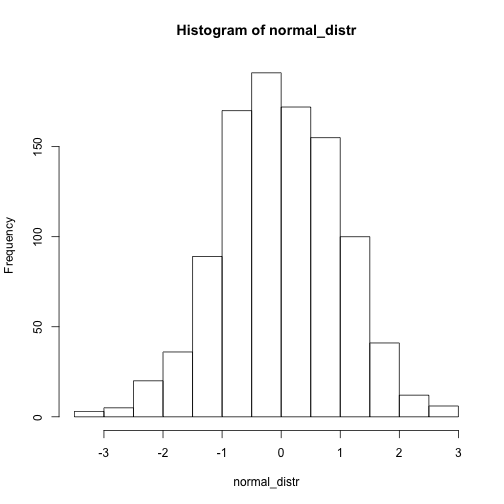 Histogram of normal_distr
150
100
50
0
Frequency
-3 -2 -1 0 1 2 3
normal_distr